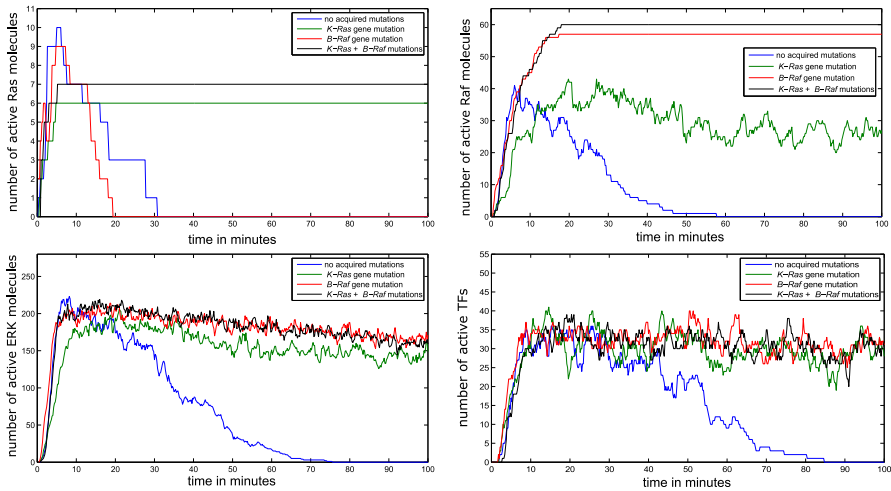 number of active Ras molecules
11
10
9
8
7
6
5
4
3
2
1
0
no acquired mutations
K−Ras gene mutation
B−Raf gene mutation
K−Ras + B−Raf mutations
0 10 20 30 40 50 60 70 80 90 100
time in minutes
number of active Raf molecules
60
50
40
30
20
10
0
no acquired mutations
K−Ras gene mutation
B−Raf gene mutation
K−Ras + B−Raf mutations
0 10 20 30 40 50 60 70 80 90 100
time in minutes
number of active ERK molecules
250
200
150
100
50
0
no acquired mutations
K−Ras gene mutation
B−Raf gene mutation
K−Ras + B−Raf mutations
0 10 20 30 40 50 60 70 80 90 100
time in minutes
number of active TFs
55
50
45
40
35
30
25
20
15
10
5
0
no acquired mutations
K−Ras gene mutation
B−Raf gene mutation
K−Ras + B−Raf mutations
0 10 20 30 40 50 60 70 80 90 100
time in minutes